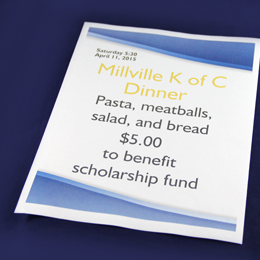 Saturday 5:30
April 11, 2015
Millville K of C
Dinner
Pasta, meatballs,
salad, and bread
$5.00
to benefit
scholarship fund